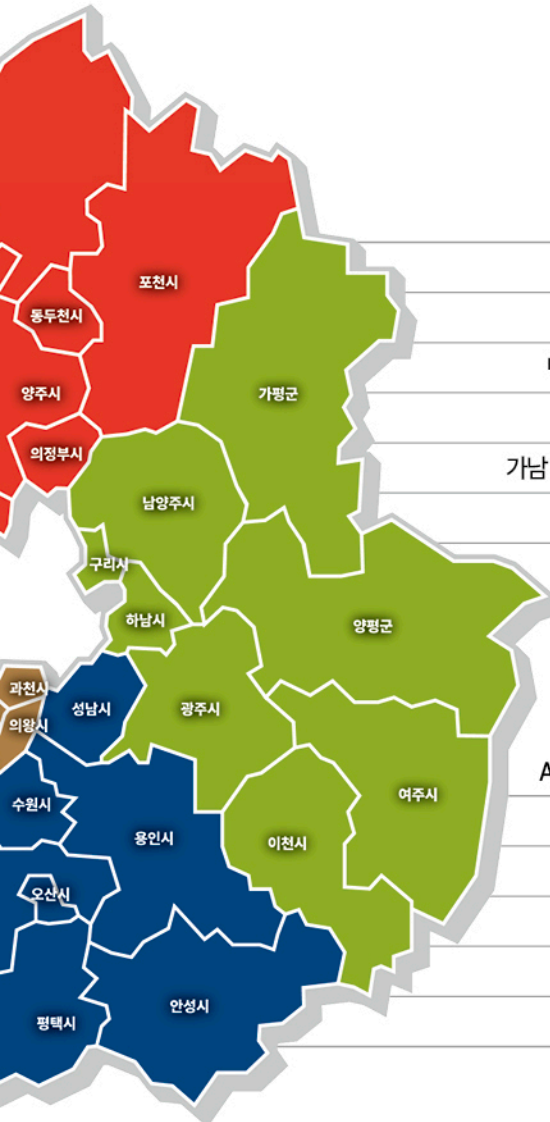 포천시
동두천시
양주시
가평군
의정부시
가남
남양주시
구리시
하남시
양평군
과천시
의왕시
성남시
광주시
수원시
용인시
여주시
이천시
오산시
안성시
평택시